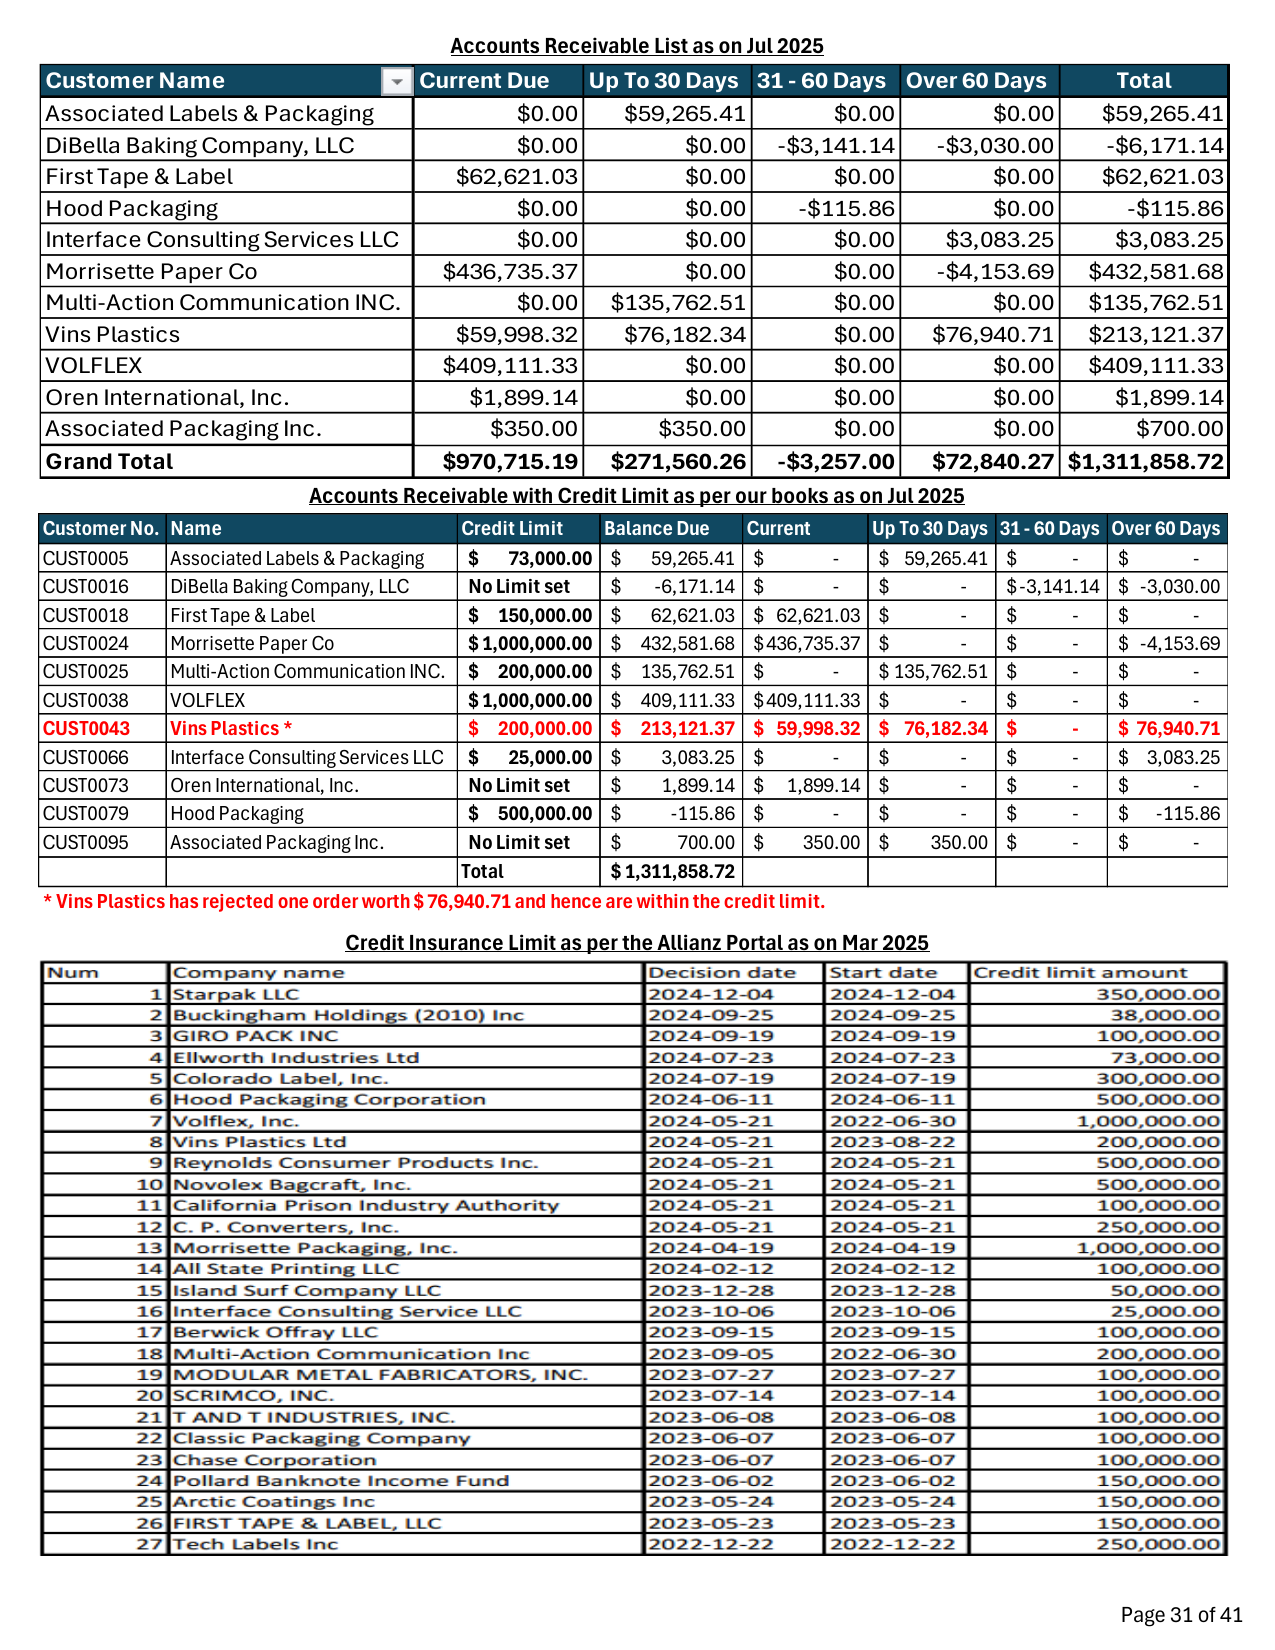 Accounts Receivable List as on Jul 2025
Customer Name Current Due Up To 30 Days 31 - 60 Days Over 60 Days Total
Associated Labels & Packaging $0.00 $59,265.41 $0.00 $0.00 $59,265.41
DiBella Baking Company, LLC $0.00 $0.00 -$3,141.14 -$3,030.00 -$6,171.14
First Tape & Label $62,621.03 $0.00 $0.00 $0.00 $62,621.03
Hood Packaging $0.00 $0.00 -$115.86 $0.00 -$115.86
Interface Consulting Services LLC $0.00 $0.00 $0.00 $3,083.25 $3,083.25
Morrisette Paper Co $436,735.37 $0.00 $0.00 -$4,153.69 $432,581.68
Multi-Action Communication INC. $0.00 $135,762.51 $0.00 $0.00 $135,762.51
Vins Plastics $59,998.32 $76,182.34 $0.00 $76,940.71 $213,121.37
VOLFLEX $409,111.33 $0.00 $0.00 $0.00 $409,111.33
Oren International, Inc. $1,899.14 $0.00 $0.00 $0.00 $1,899.14
Associated Packaging Inc. $350.00 $350.00 $0.00 $0.00 $700.00
Grand Total $970,715.19 $271,560.26 -$3,257.00 $72,840.27 $1,311,858.72
Accounts Receivable with Credit Limit as per our books as on Jul 2025
Customer No. Name Credit Limit Balance Due Current Up To 30 Days 31 - 60 Days Over 60 Days
CUST0005 Associated Labels & Packaging $ 73,000.00 $ 59,265.41 $ - $ 59,265.41 $ - $ -
CUST0016 DiBella Baking Company, LLC No Limit set $ -6,171.14 $ - $ - $ -3,141.14 $ -3,030.00
CUST0018 First Tape & Label $ 150,000.00 $ 62,621.03 $ 62,621.03 $ - $ - $ -
CUST0024 Morrisette Paper Co $ 1,000,000.00 $ 432,581.68 $ 436,735.37 $ - $ - $ -4,153.69
CUST0025 Multi-Action Communication INC. $ 200,000.00 $ 135,762.51 $ - $ 135,762.51 $ - $ -
CUST0038 VOLFLEX $ 1,000,000.00 $ 409,111.33 $ 409,111.33 $ - $ - $ -
CUST0043 Vins Plastics * $ 200,000.00 $ 213,121.37 $ 59,998.32 $ 76,182.34 $ - $ 76,940.71
CUST0066 Interface Consulting Services LLC $ 25,000.00 $ 3,083.25 $ - $ - $ - $ 3,083.25
CUST0073 Oren International, Inc. No Limit set $ 1,899.14 $ 1,899.14 $ - $ - $ -
CUST0079 Hood Packaging $ 500,000.00 $ -115.86 $ - $ - $ - $ -115.86
CUST0095 Associated Packaging Inc. No Limit set $ 700.00 $ 350.00 $ 350.00 $ - $ -
Total $ 1,311,858.72
* Vins Plastics has rejected one order worth $ 76,940.71 and hence are within the credit limit.
Credit Insurance Limit as per the Allianz Portal as on Mar 2025
Num Company name Decision date Start date Credit limit amount
1 Starpak LLC 2024-12-04 2024-12-04 350,000.00
2 Buckingham Holdings (2010) Inc 2024-09-25 2024-09-25 38,000.00
3 GIRO PACK INC 2024-09-19 2024-09-19 100,000.00
4 Ellworth Industries Ltd 2024-07-23 2024-07-23 73,000.00
5 Colorado Label, Inc. 2024-07-19 2024-07-19 300,000.00
6 Hood Packaging Corporation 2024-06-11 2024-06-11 500,000.00
7 Volflex, Inc. 2024-05-21 2022-06-30 1,000,000.00
8 Vins Plastics Ltd 2024-05-21 2023-08-22 200,000.00
9 Reynolds Consumer Products Inc. 2024-05-21 2024-05-21 500,000.00
10 Novolex Bagcraft, Inc. 2024-05-21 2024-05-21 500,000.00
11 California Prison Industry Authority 2024-05-21 2024-05-21 100,000.00
12 C. P. Converters, Inc. 2024-05-21 2024-05-21 250,000.00
13 Morrisette Packaging, Inc. 2024-04-19 2024-04-19 1,000,000.00
14 All State Printing LLC 2024-02-12 2024-02-12 100,000.00
15 Island Surf Company LLC 2023-12-28 2023-12-28 50,000.00
16 Interface Consulting Service LLC 2023-10-06 2023-10-06 25,000.00
17 Berwick Offray LLC 2023-09-15 2023-09-15 100,000.00
18 Multi-Action Communication Inc 2023-09-05 2022-06-30 200,000.00
19 MODULAR METAL FABRICATORS, INC. 2023-07-27 2023-07-27 100,000.00
20 SCRIMCO, INC. 2023-07-14 2023-07-14 100,000.00
21 T AND T INDUSTRIES, INC. 2023-06-08 2023-06-08 100,000.00
22 Classic Packaging Company 2023-06-07 2023-06-07 100,000.00
23 Chase Corporation 2023-06-07 2023-06-07 100,000.00
24 Pollard Banknote Income Fund 2023-06-02 2023-06-02 150,000.00
25 Arctic Coatings Inc 2023-05-24 2023-05-24 150,000.00
26 FIRST TAPE & LABEL, LLC 2023-05-23 2023-05-23 150,000.00
27 Tech Labels Inc 2022-12-22 2022-12-22 250,000.00
Page 31 of 41